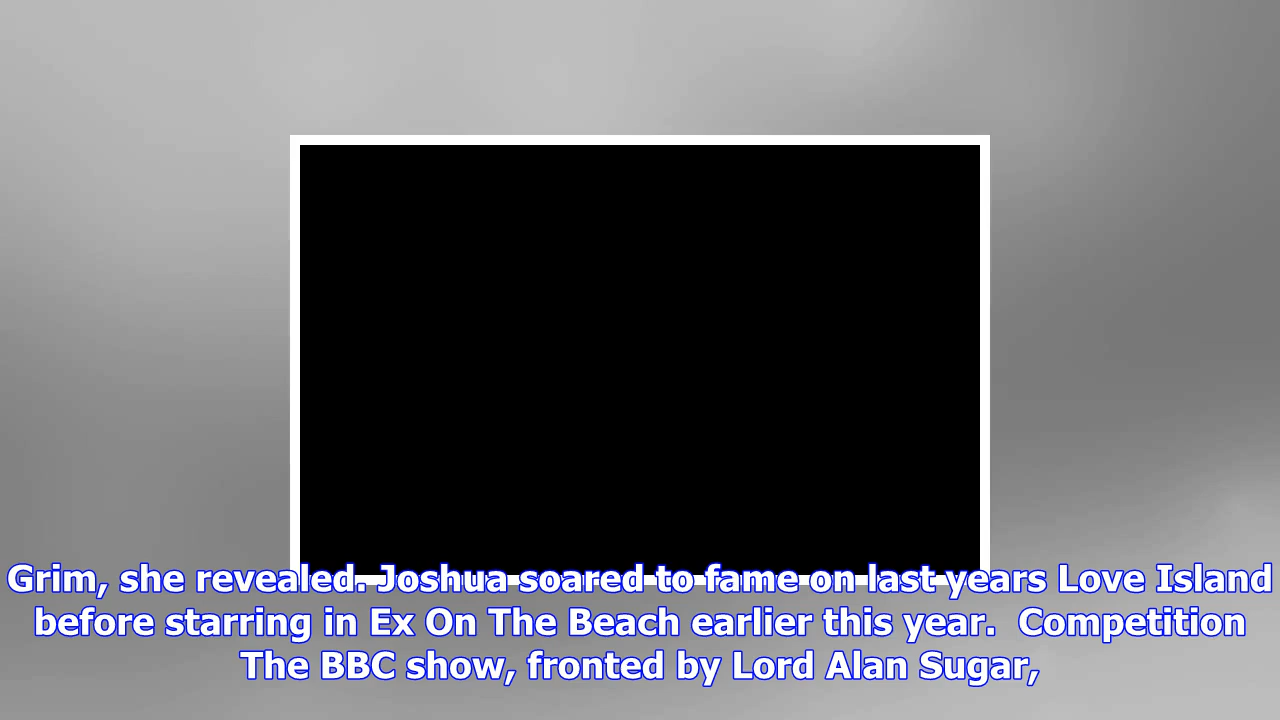 Grim, she revealed. Joshua soared to fame on last years Love Island
before starring in Ex On The Beach earlier this year.  Competition
The BBC show, fronted by Lord Alan Sugar,